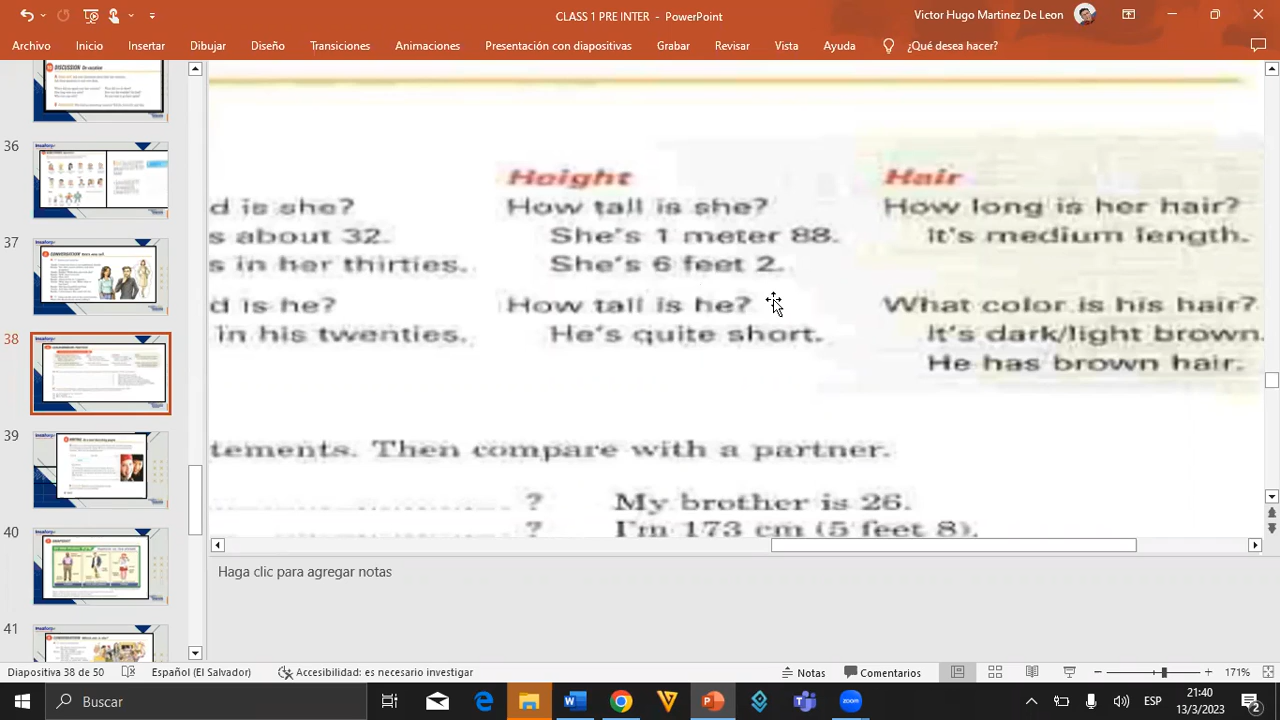 CLASS 1 PRE INTER - PowerPoint
Victor Hugo Martinez De Leon
Archivo Inicio Insertar Dibujar Diseño Transiciones Animaciones Presentación con diapositivas Grabar Revisar Vista Ayuda ¿Qué desea hacer?
36
37
38
39
40
41
Height
Hair
d is she?
How tall is she?
How long is her hair?
s about 32.
She's 1 meter 88.
It's medium length.
She's 6 feet 2.
d is he?
How tall is he?
What color is his hair?
in his twenties.
He's quite short.
It's dark/light brown.
He has brown hair.
tements. Then compare with a partner.
? My brother is 26.
? I'm 173 cm (5 feet 8).
Haga clic para agregar notas
Diapositiva 38 de 50 Español (El Salvador) Accesibilidad: es necesario investigar Notas Comentarios 171%
Buscar
ESP
21:40
13/3/2023
2